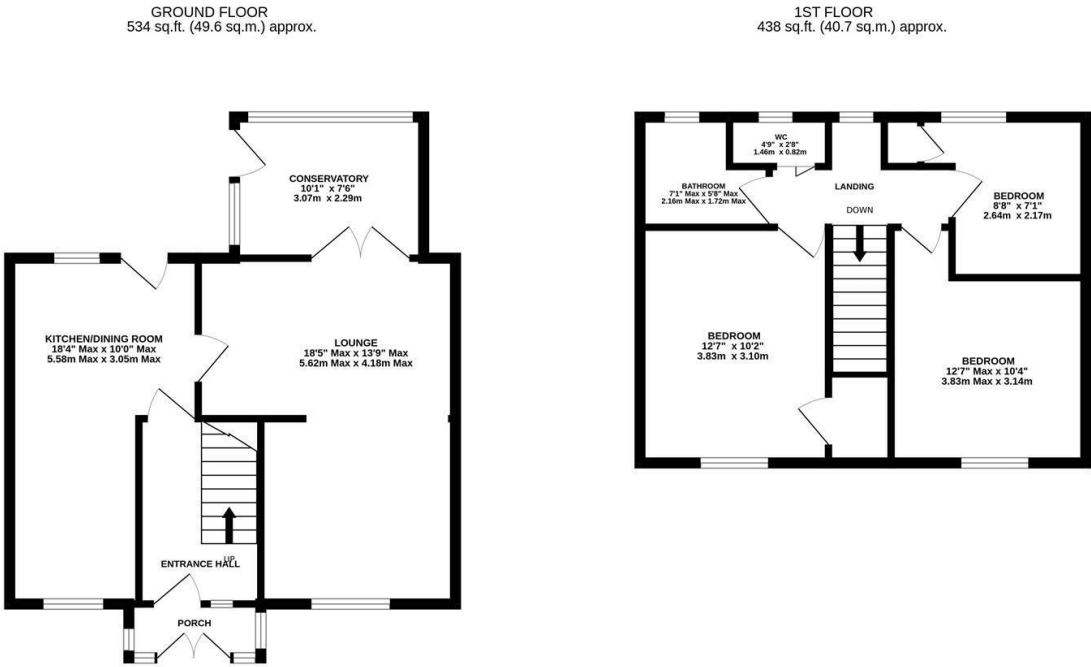 GROUND FLOOR
534 sq.ft. (49.6 sq.m.) approx.
1ST FLOOR
438 sq.ft. (40.7 sq.m.) approx.
CONSERVATORY
10'1" x 7'6"
3.07m x 2.29m
KITCHEN/DINING ROOM
18'4" Max x 10'0" Max
5.58m Max x 3.05m Max
LOUNGE
18'5" Max x 13'9" Max
5.62m Max x 4.18m Max
UP
ENTRANCE HALL
PORCH
WC
4'9" x 2'8"
1.46m x 0.82m
BATHROOM
7'1" Max x 5'8" Max
2.16m Max x 1.72m Max
LANDING
DOWN
BEDROOM
8'8" x 7'1"
2.64m x 2.17m
BEDROOM
12'7" x 10'2"
3.83m x 3.10m
BEDROOM
12'7" Max x 10'4"
3.83m Max x 3.14m